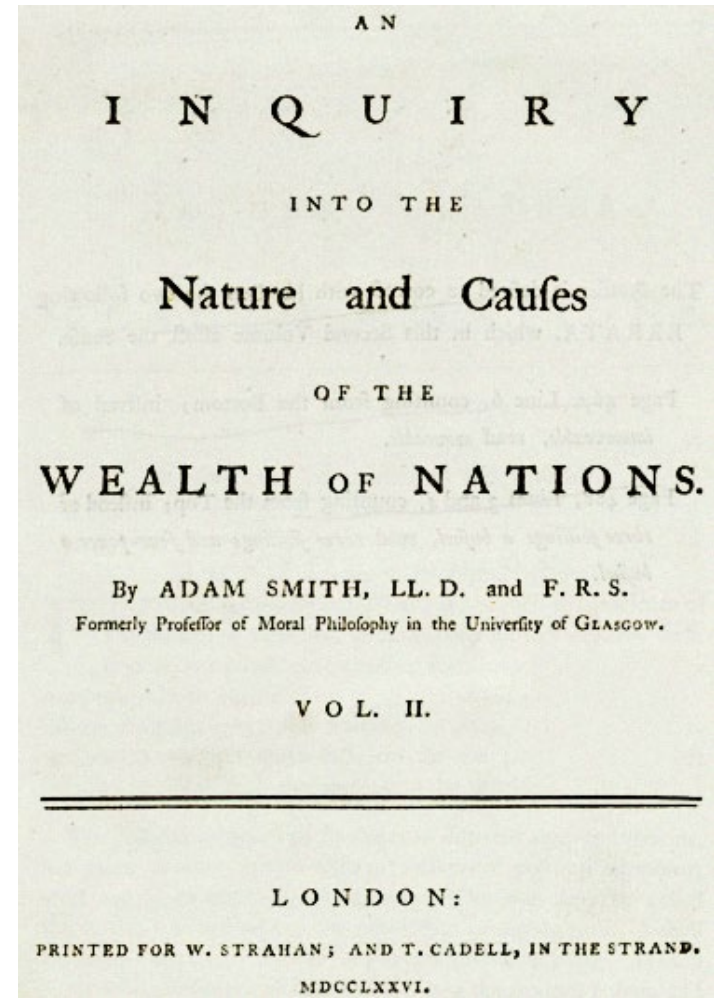 AN
INQUIRY
INTO THE
Nature and Cauſes
OF THE
WEALTH OF NATIONS.
By ADAM SMITH, LL. D. and F. R. S.
Formerly Profeſſor of Moral Philoſophy in the Univerſity of GLASGOW.
VOL. II.
LONDON:
PRINTED FOR W. STRAHAN; AND T. CADELL, IN THE STRAND.
MDCCLXXVI.